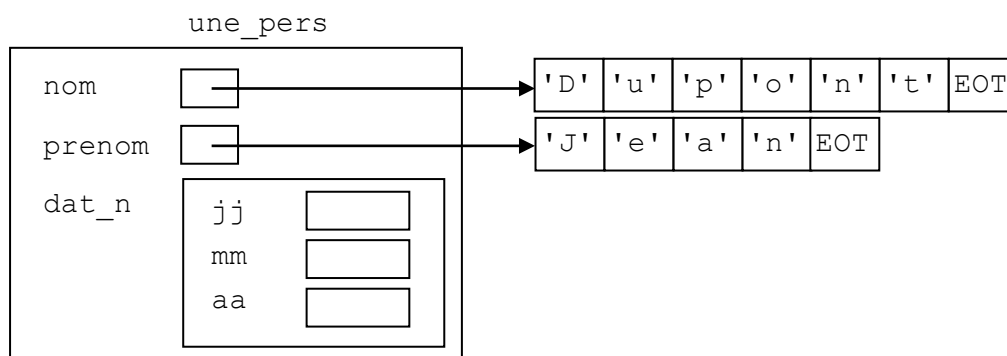 une_pers
nom 'D' 'u' 'p' 'o' 'n' 't' EOT
prenom 'J' 'e' 'a' 'n' EOT
dat_n jj
mm
aa